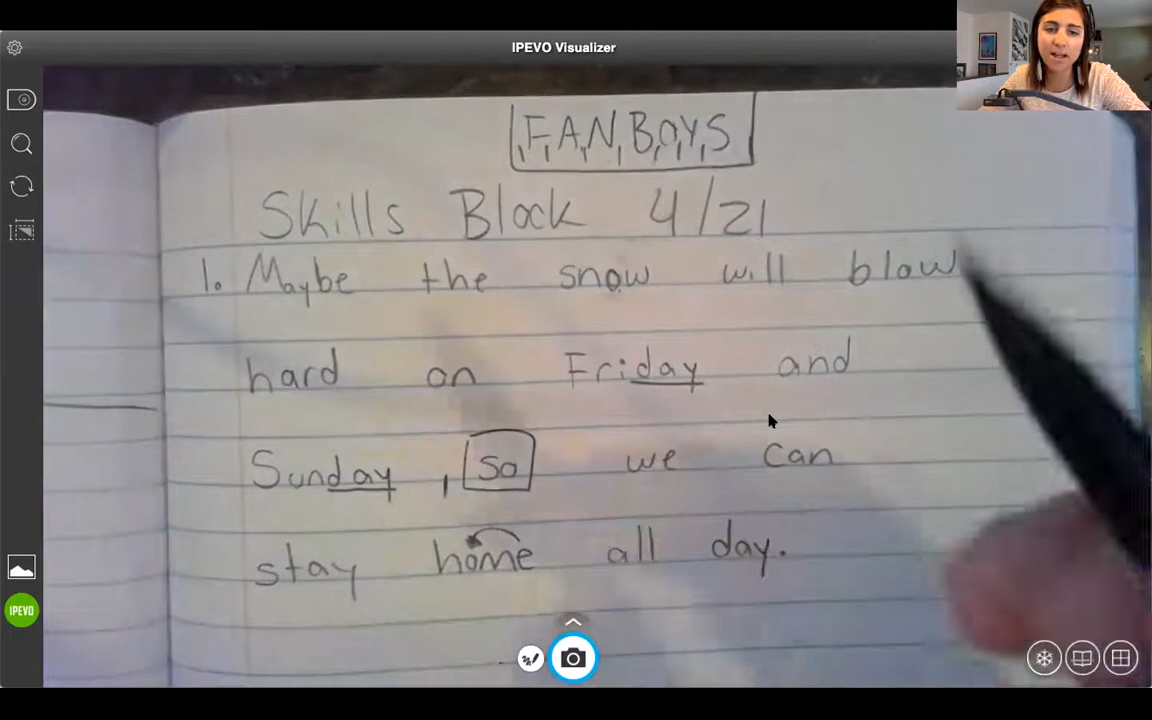 IPEVO Visualizer
F,A,N,B,O,Y,S
Skills Block 4/21
1. Maybe the snow will blow
hard on Friday and
Sunday, so we can
stay home all day.
IPEVO